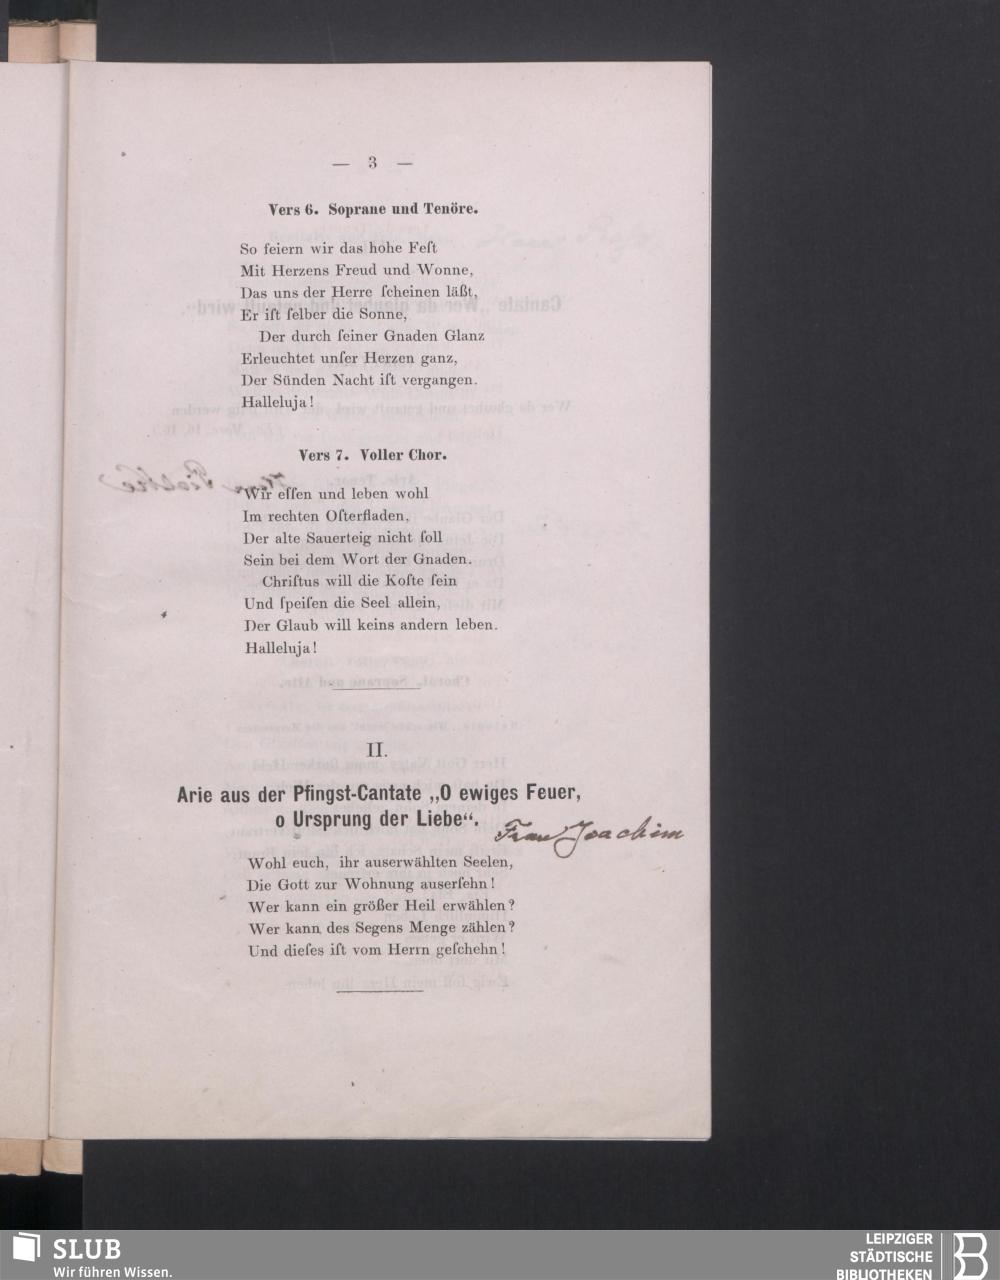 — 3 —
Vers 6. Soprane und Tenöre.
So feiern wir das hohe Feſt
Mit Herzens Freud und Wonne,
Das uns der Herre ſcheinen läßt,
Er iſt ſelber die Sonne,
Der durch ſeiner Gnaden Glanz
Erleuchtet unſer Herzen ganz,
Der Sünden Nacht iſt vergangen.
Halleluja!
Vers 7. Voller Chor.
Wir eſſen und leben wohl
Im rechten Oſterfladen,
Der alte Sauerteig nicht ſoll
Sein bei dem Wort der Gnaden.
Chriſtus will die Koſte ſein
Und ſpeiſen die Seel allein,
Der Glaub will keins andern leben.
Halleluja!
II.
Arie aus der Pfingst-Cantate „O ewiges Feuer,
o Ursprung der Liebe“.
Frau Joachim
Wohl euch, ihr auserwählten Seelen,
Die Gott zur Wohnung auserſehn!
Wer kann ein größer Heil erwählen?
Wer kann des Segens Menge zählen?
Und dieſes iſt vom Herrn geſchehn!
SLUB
Wir führen Wissen.
LEIPZIGER
STÄDTISCHE
BIBLIOTHEKEN